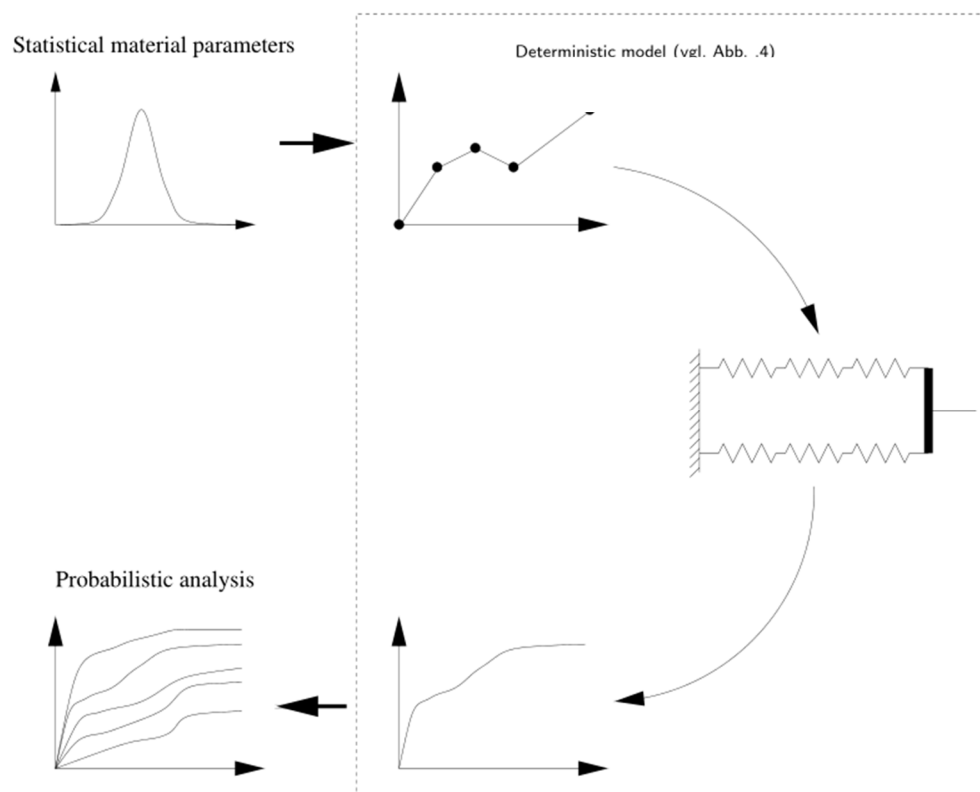 Statistical material parameters
Deterministic model (vgl. Abb. .4)
Probabilistic analysis